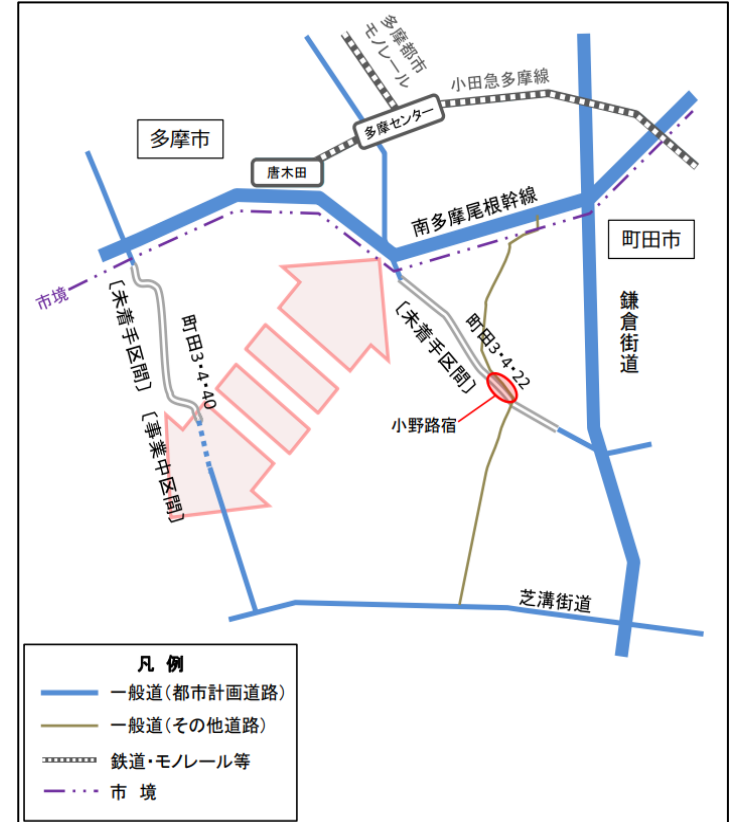 多摩都市
モノレール
小田急多摩線
多摩センター
多摩市
唐木田
南多摩尾根幹線
町田市
市境
鎌倉街道
[未着手区間]
町田3・4・40
[事業中区間]
[未着手区間]
町田3・4・22
小野路宿
芝溝街道
凡 例
一般道(都市計画道路)
一般道(その他道路)
鉄道・モノレール等
市 境